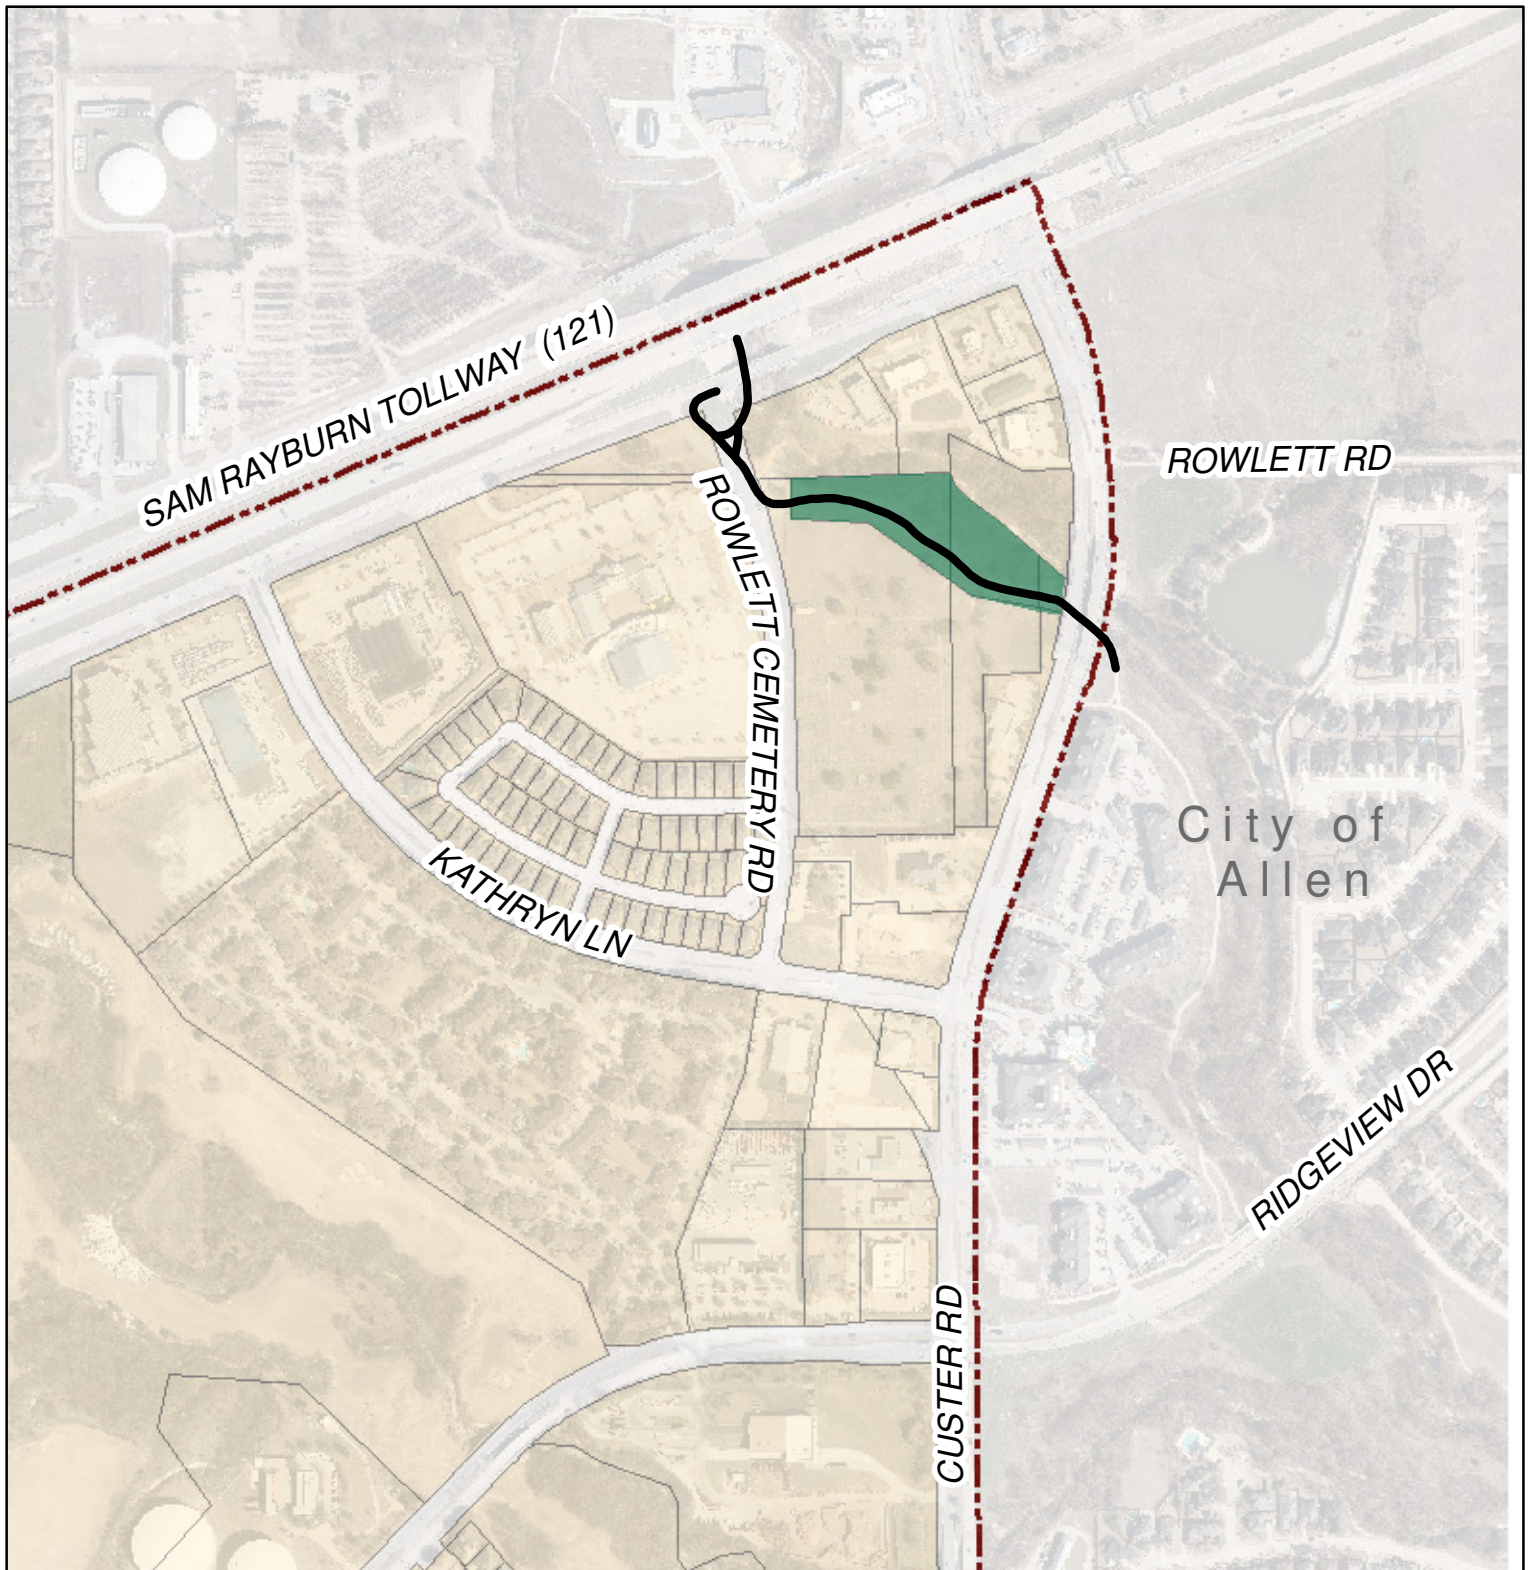 SAM RAYBURN TOLLWAY (121)
ROWLETT RD
ROWLETT CEMETERY RD
City of
Allen
KATHRYN LN
RIDGEVIEW DR
CUSTER RD